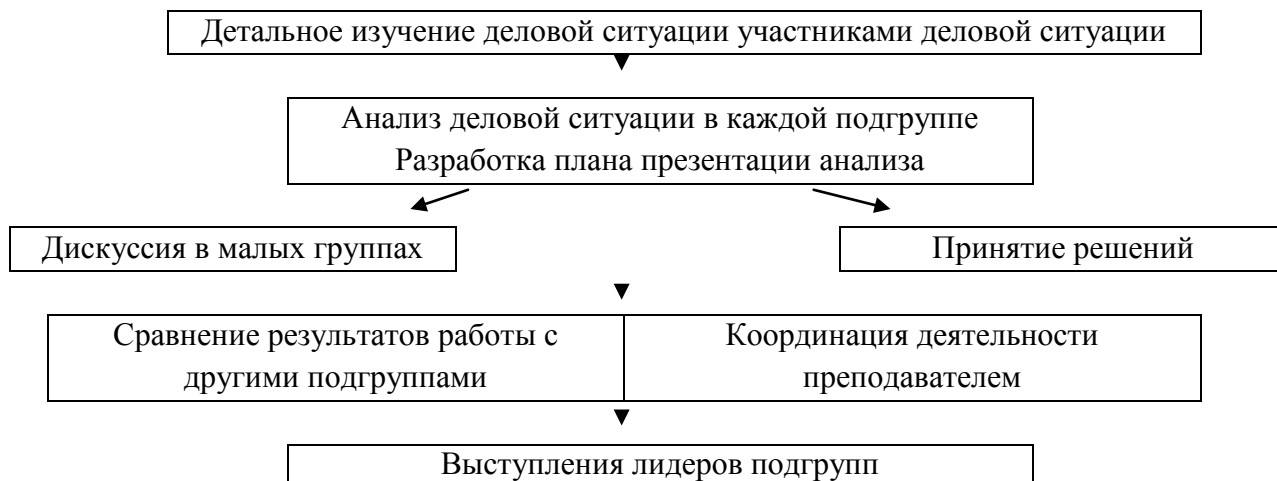 Детальное изучение деловой ситуации участниками деловой ситуации
Анализ деловой ситуации в каждой подгруппе
Разработка плана презентации анализа
Дискуссия в малых группах
Принятие решений
Сравнение результатов работы с
другими подгруппами
Координация деятельности
преподавателем
Выступления лидеров подгрупп